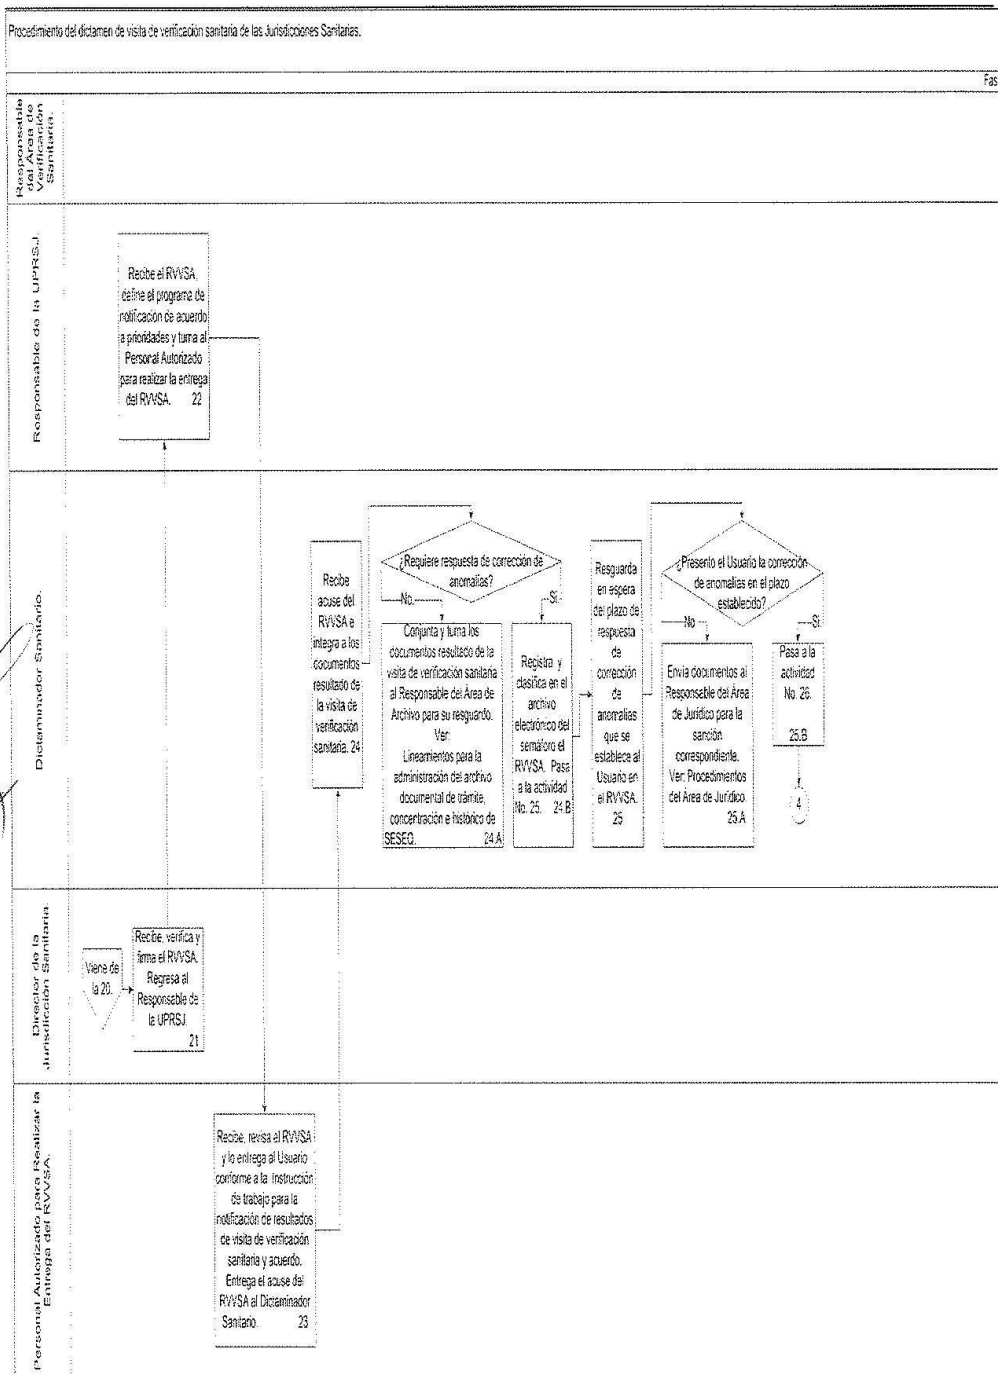 Procedimiento del dictamen de visita de verificación sanitaria de las Jurisdicciones Sanitarias.
Fas
Responsable
del Área de
Verificación
Sanitaria.
Responsable de la UPRSJ.
Recibe el RVVSA,
define el programa de
notificación de acuerdo
a prioridades y turna al
Personal Autorizado
para realizar la entrega
del RVVSA. 22
Dictaminador Sanitario.
Recibe
acuse del
RVVSA e
integra a los
documentos
resultado de
la visita de
verificación
sanitaria. 24
¿Requiere respuesta de corrección de
anomalías?
No.
Si.
Conjunta y turna los
documentos resultado de la
visita de verificación sanitaria
al Responsable del Área de
Archivo para su resguardo.
Ver:
Lineamientos para la
administración del archivo
documental de trámite,
concentración e histórico de
SESEQ. 24.A
Registra y
clasifica en el
archivo
electrónico del
semáforo el
RVVSA. Pasa
a la actividad
No. 25. 24.B
Resguarda
en espera
del plazo de
respuesta
de
corrección
de
anomalías
que se
establece al
Usuario en
el RVVSA.
25
¿Presentó el Usuario la corrección
de anomalías en el plazo
establecido?
No
Si
Envía documentos al
Responsable del Área
de Jurídico para la
sanción
correspondiente.
Ver: Procedimientos
del Área de Jurídico.
25.A
Pasa a la
actividad
No. 26.
25.B
4
Director de la
Jurisdicción Sanitaria.
Viene de
la 20.
Recibe, verifica y
firma el RVVSA.
Regresa al
Responsable de
la UPRSJ.
21
Personal Autorizado para Realizar la
Entrega del RVVSA.
Recibe, revisa el RVVSA
y lo entrega al Usuario
conforme a la Instrucción
de trabajo para la
notificación de resultados
de visita de verificación
sanitaria y acuerdo.
Entrega el acuse del
RVVSA al Dictaminador
Sanitario. 23